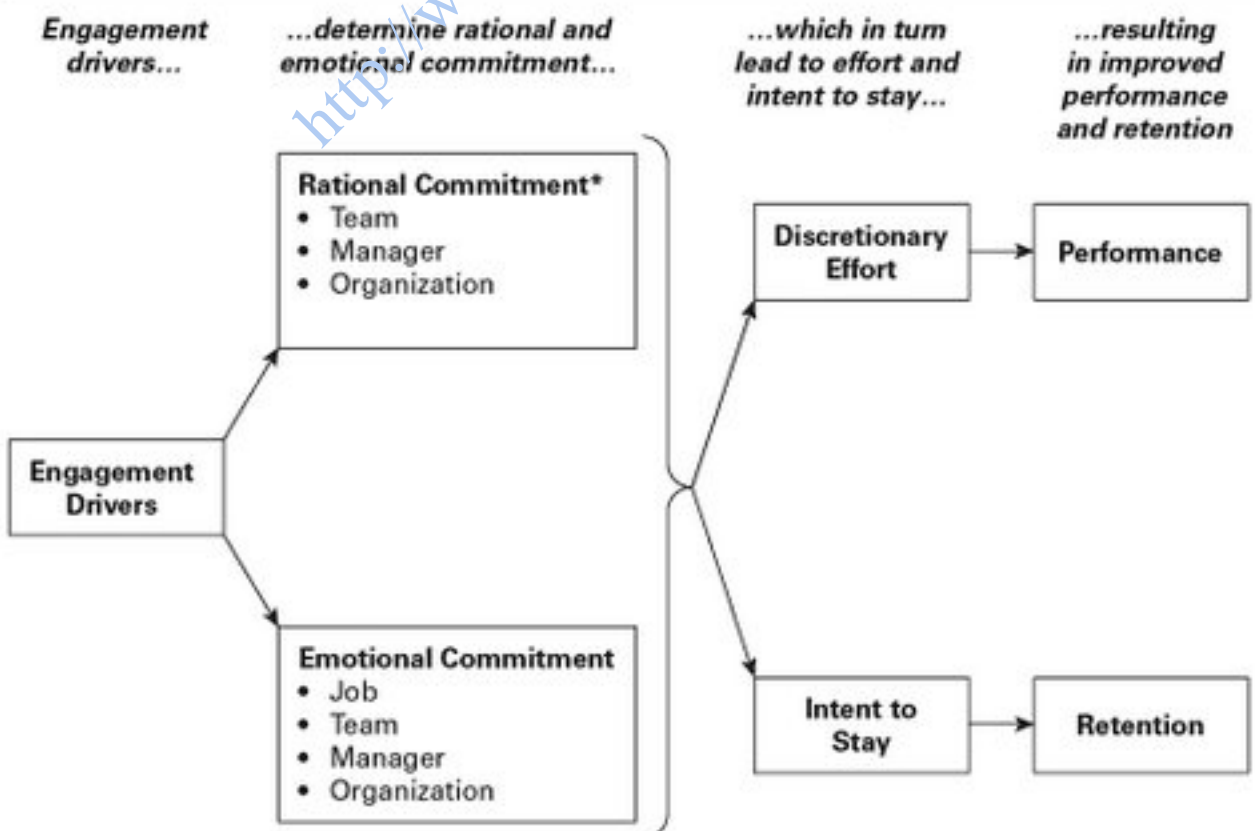 Engagement
drivers…
…determine rational and
emotional commitment…
…which in turn
lead to effort and
intent to stay…
…resulting
in improved
performance
and retention
http://w
Rational Commitment*
• Team
• Manager
• Organization
Discretionary
Effort
Performance
Engagement
Drivers
Emotional Commitment
• Job
• Team
• Manager
• Organization
Intent to
Stay
Retention